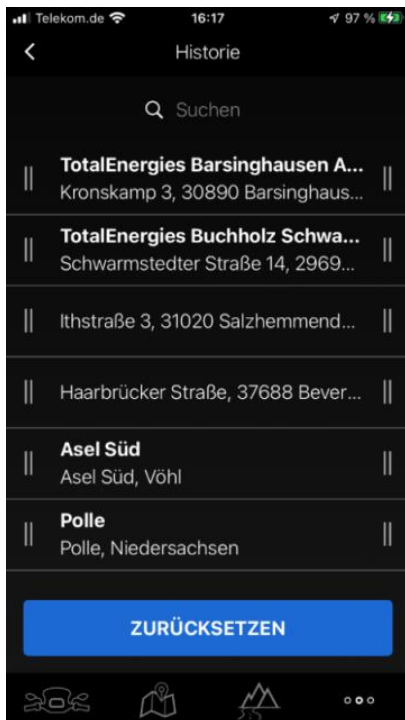 Telekom.de 16:17 97 %
Historie
Suchen
TotalEnergies Barsinghausen A...
Kronskamp 3, 30890 Barsinghaus...
TotalEnergies Buchholz Schwa...
Schwarmstedter Straße 14, 2969...
Ithstraße 3, 31020 Salzhemmend...
Haarbrücker Straße, 37688 Bever...
Asel Süd
Asel Süd, Vöhl
Polle
Polle, Niedersachsen
ZURÜCKSETZEN